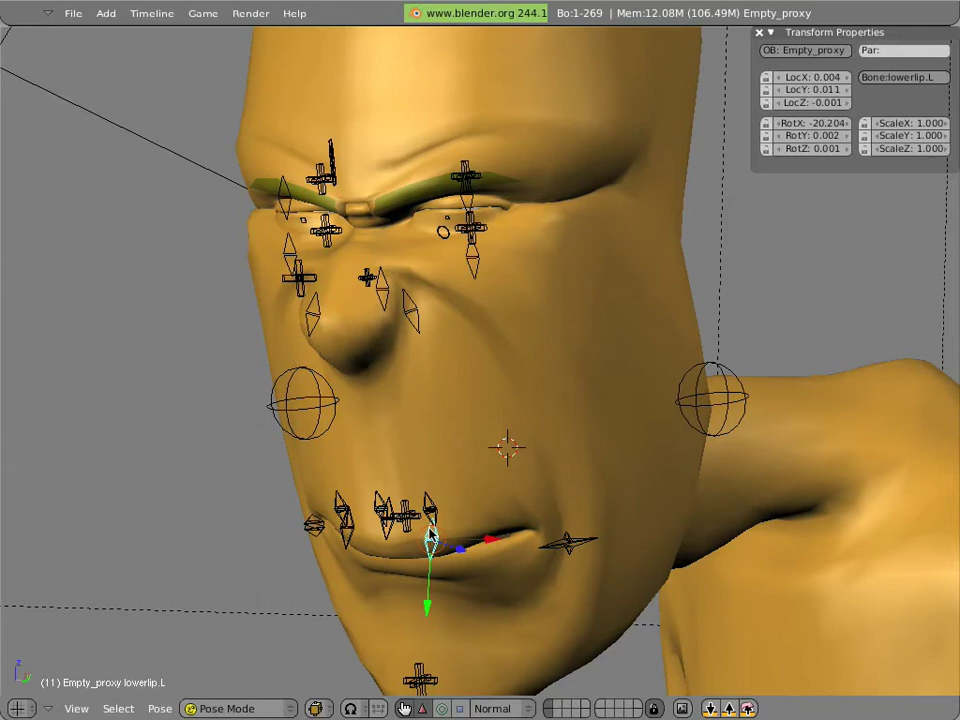 File Add Timeline Game Render Help www.blender.org 244.1 Bo:1-269 | Mem:12.08M (106.49M) Empty_proxy
Transform Properties
OB: Empty_proxy Par:
LocX: 0.004 Bone:lowerlip.L
LocY: 0.011
LocZ: -0.001
RotX: -20.204 ScaleX: 1.000
RotY: 0.002 ScaleY: 1.000
RotZ: 0.001 ScaleZ: 1.000
z
y
(11) Empty_proxy lowerlip.L
View Select Pose Pose Mode Normal